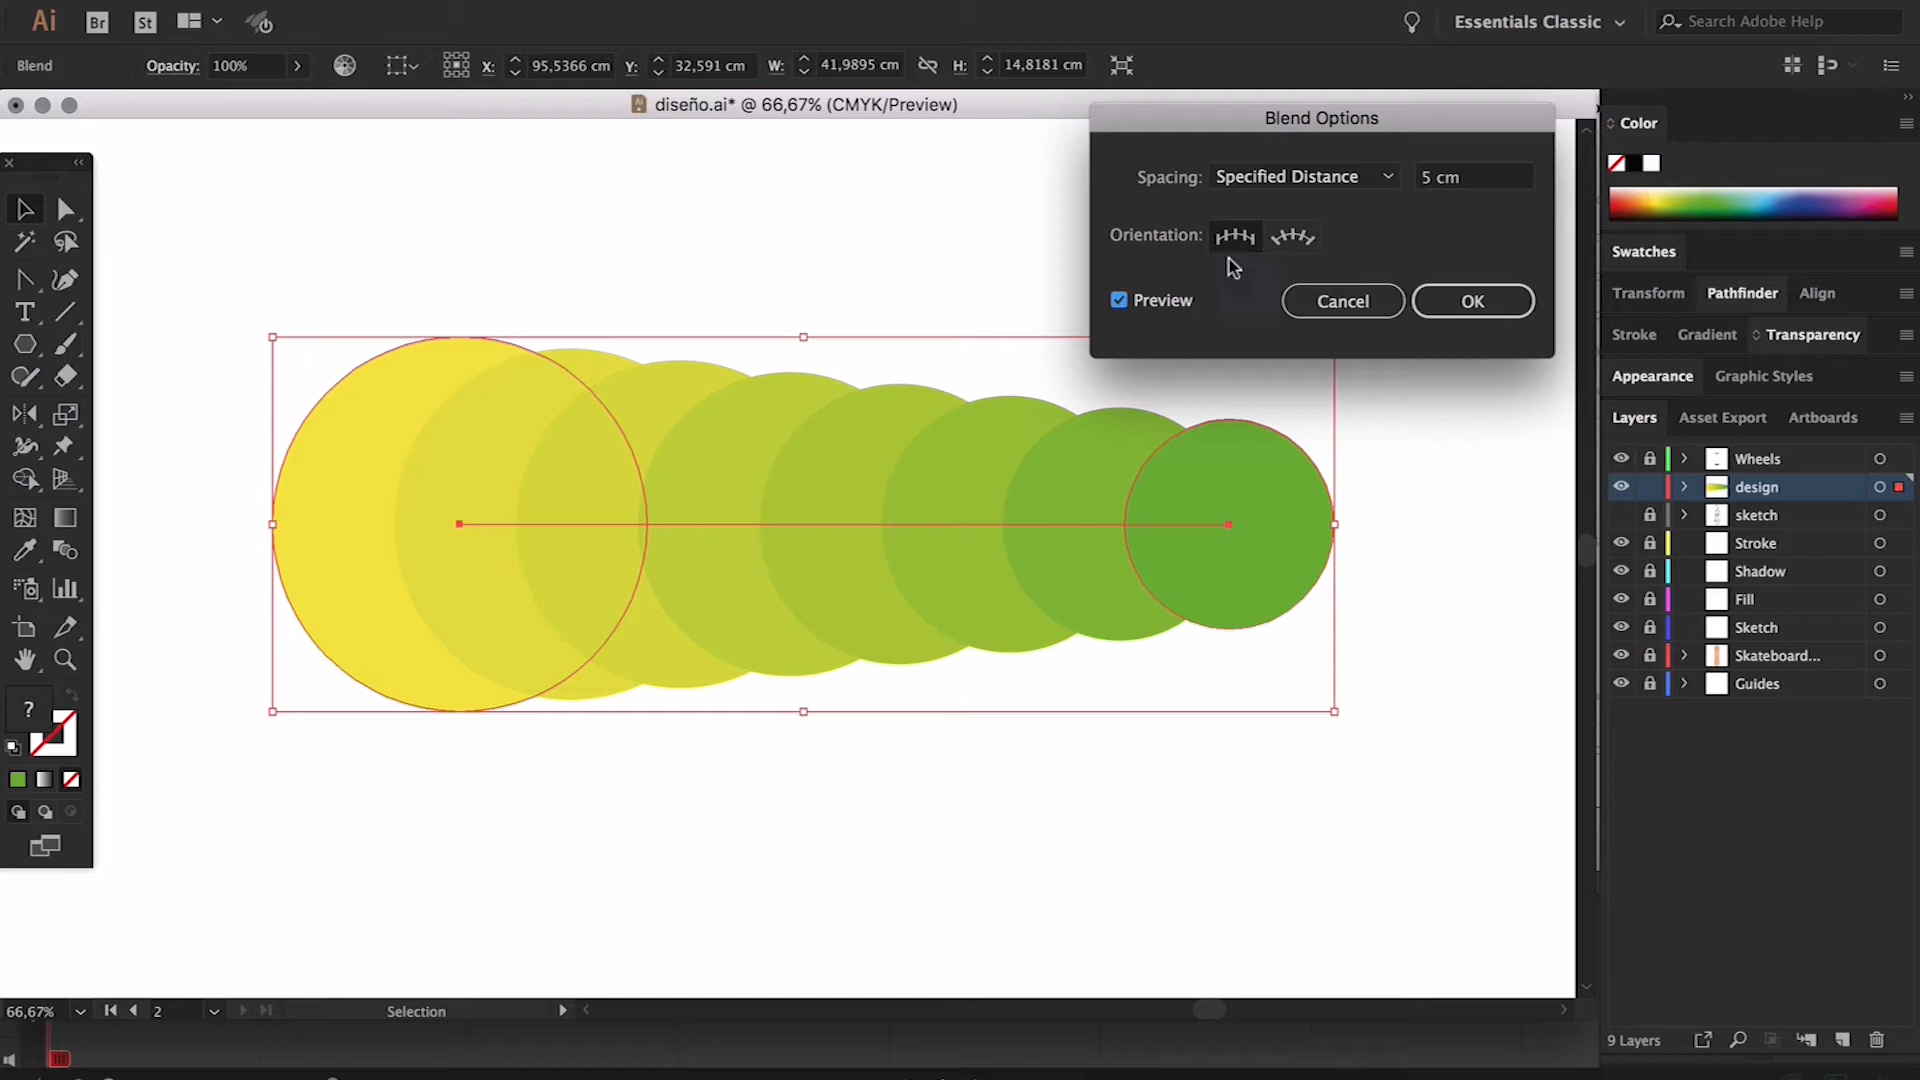 Ai Br St Essentials Classic Search Adobe Help
Blend Opacity: 100% X: 95,5366 cm Y: 32,591 cm W: 41,9895 cm H: 14,8181 cm
diseño.ai* @ 66,67% (CMYK/Preview)
Blend Options
Spacing: Specified Distance 5 cm
Orientation:
Preview Cancel OK
T
?
Color
Swatches
Transform Pathfinder Align
Stroke Gradient Transparency
Appearance Graphic Styles
Layers Asset Export Artboards
Wheels
design
sketch
Stroke
Shadow
Fill
Sketch
Skateboard...
Guides
9 Layers
66,67% 2 Selection